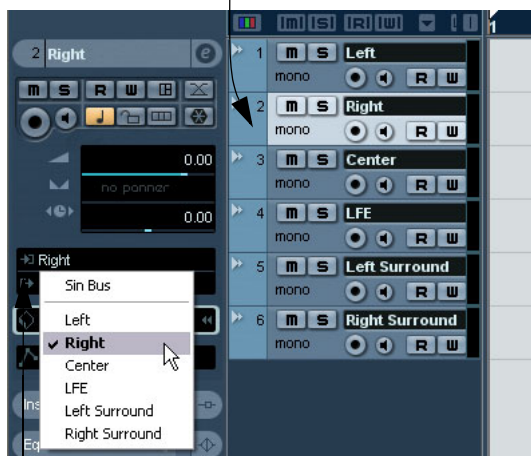 m S R W
1
2 Right e
m S R W
0.00
no panner
0.00
Right
Sin Bus
Left
Right
Center
LFE
Left Surround
Right Surround
Ins
Eq
1 m S Left
mono R W
2 m S Right
mono R W
3 m S Center
mono R W
4 m S LFE
mono R W
5 m S Left Surround
mono R W
6 m S Right Surround
mono R W